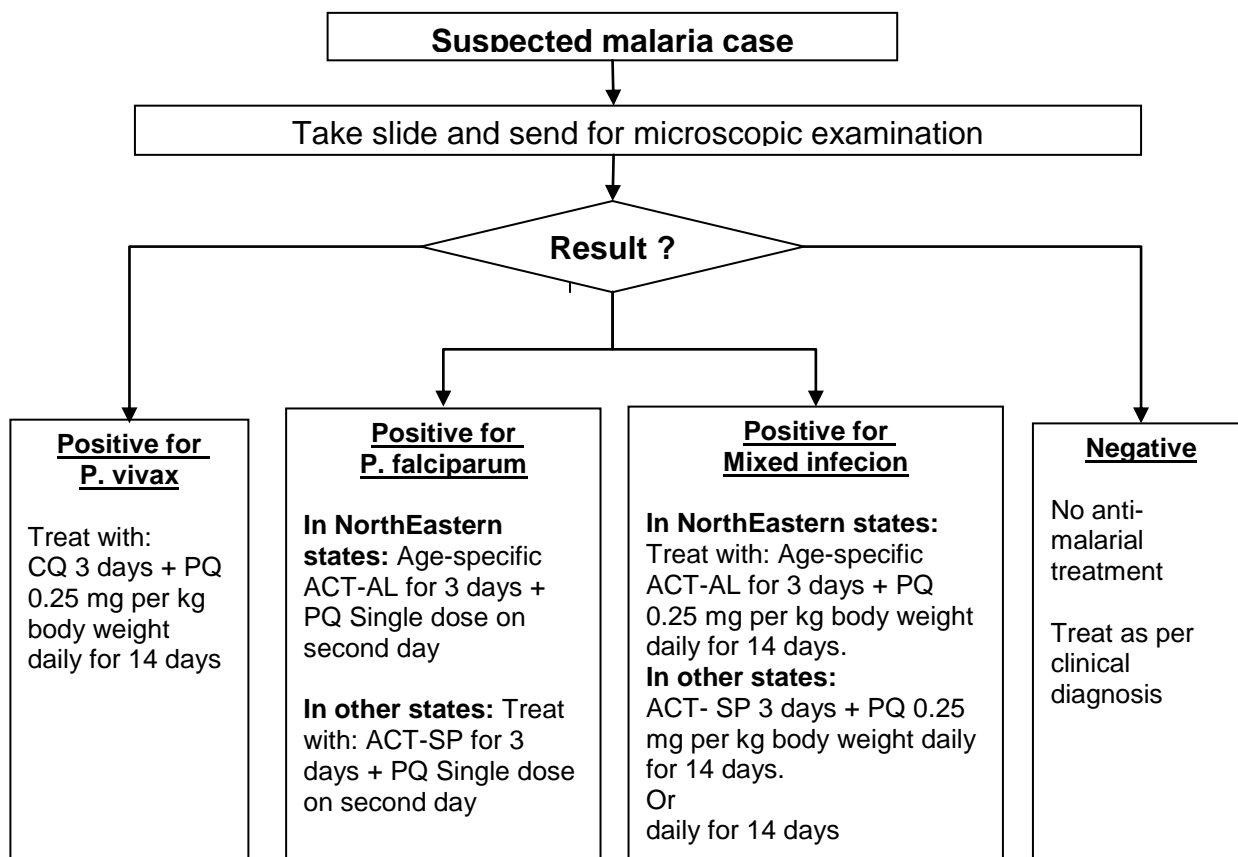 Suspected malaria case
Take slide and send for microscopic examination
Result ?
Positive for
P. vivax
Treat with:
CQ 3 days + PQ
0.25 mg per kg
body weight
daily for 14 days
Positive for
P. falciparum
In NorthEastern
states: Age-specific
ACT-AL for 3 days +
PQ Single dose on
second day
In other states: Treat
with: ACT-SP for 3
days + PQ Single dose
on second day
Positive for
Mixed infecion
In NorthEastern states:
Treat with: Age-specific
ACT-AL for 3 days + PQ
0.25 mg per kg body weight
daily for 14 days.
In other states:
ACT- SP 3 days + PQ 0.25
mg per kg body weight daily
for 14 days.
Or
daily for 14 days
Negative
No anti-
malarial
treatment
Treat as per
clinical
diagnosis